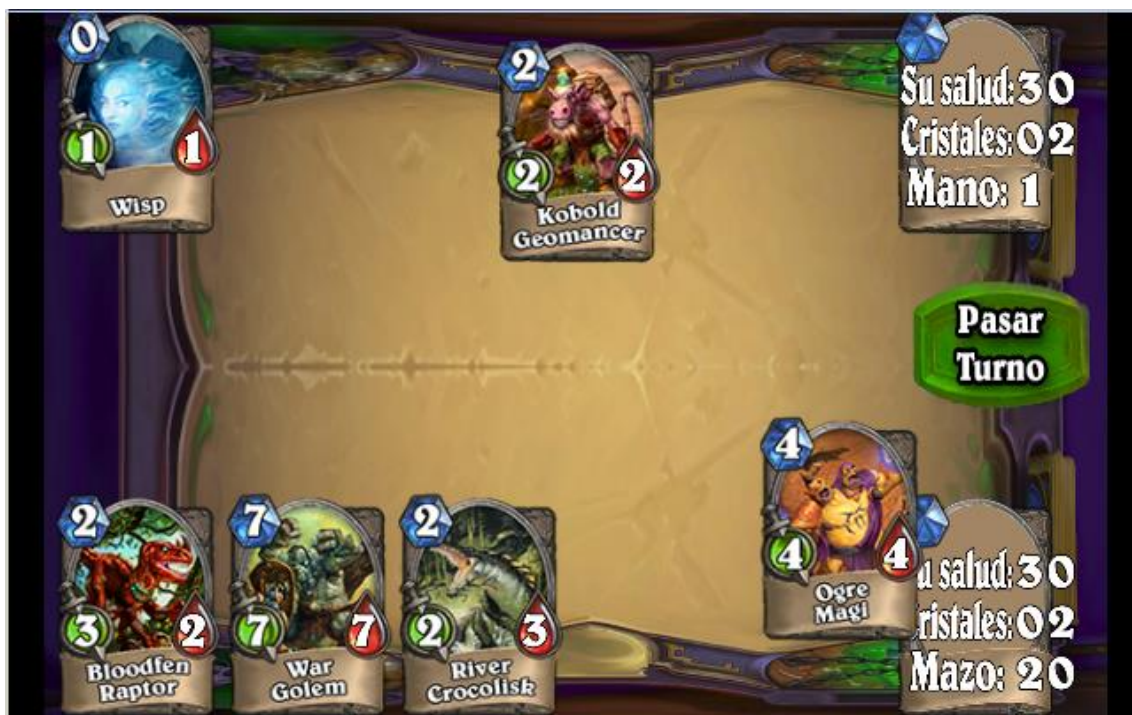 0
1 1
Wisp
2
2 2
Kobold
Geomancer
Su salud:30
Cristales:02
Mano: 1
Pasar
Turno
4
4 4
Ogre
Magi
2
3 2
Bloodfen
Raptor
7
7 7
War
Golem
2
2 3
River
Crocolisk
u salud:30
ristales:02
Mazo: 20